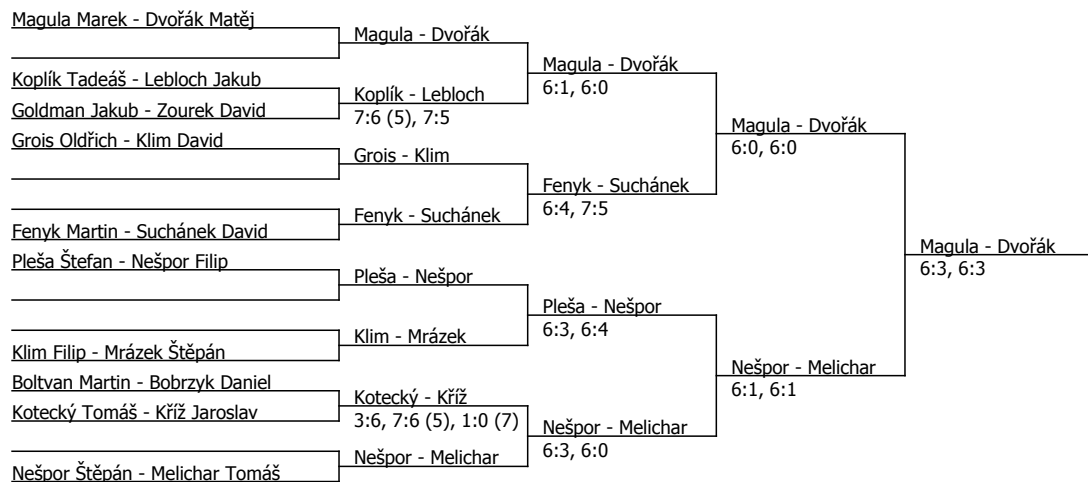 Magula Marek - Dvořák Matěj
Magula - Dvořák
Magula - Dvořák
6:1, 6:0
Koplík Tadeáš - Lebloch Jakub
Koplík - Lebloch
7:6 (5), 7:5
Goldman Jakub - Zourek David
Magula - Dvořák
6:0, 6:0
Grois Oldřich - Klim David
Grois - Klim
Fenyk - Suchánek
6:4, 7:5
Fenyk - Suchánek
Fenyk Martin - Suchánek David
Magula - Dvořák
6:3, 6:3
Pleša Štefan - Nešpor Filip
Pleša - Nešpor
Pleša - Nešpor
6:3, 6:4
Klim - Mrázek
Klim Filip - Mrázek Štěpán
Nešpor - Melichar
6:1, 6:1
Boltvan Martin - Bobrzyk Daniel
Kotecký - Kříž
3:6, 7:6 (5), 1:0 (7)
Kotecký Tomáš - Kříž Jaroslav
Nešpor - Melichar
6:3, 6:0
Nešpor - Melichar
Nešpor Štěpán - Melichar Tomáš